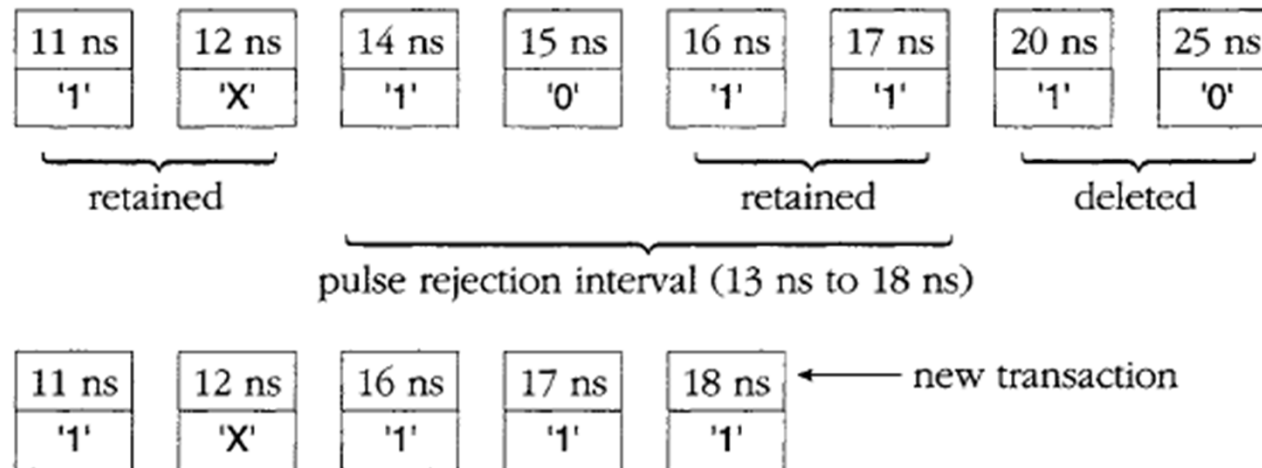 11 ns 12 ns 14 ns 15 ns 16 ns 17 ns 20 ns 25 ns
'1' 'X' '1' '0' '1' '1' '1' '0'
retained retained deleted
pulse rejection interval (13 ns to 18 ns)
11 ns 12 ns 16 ns 17 ns 18 ns new transaction
'1' 'X' '1' '1' '1'